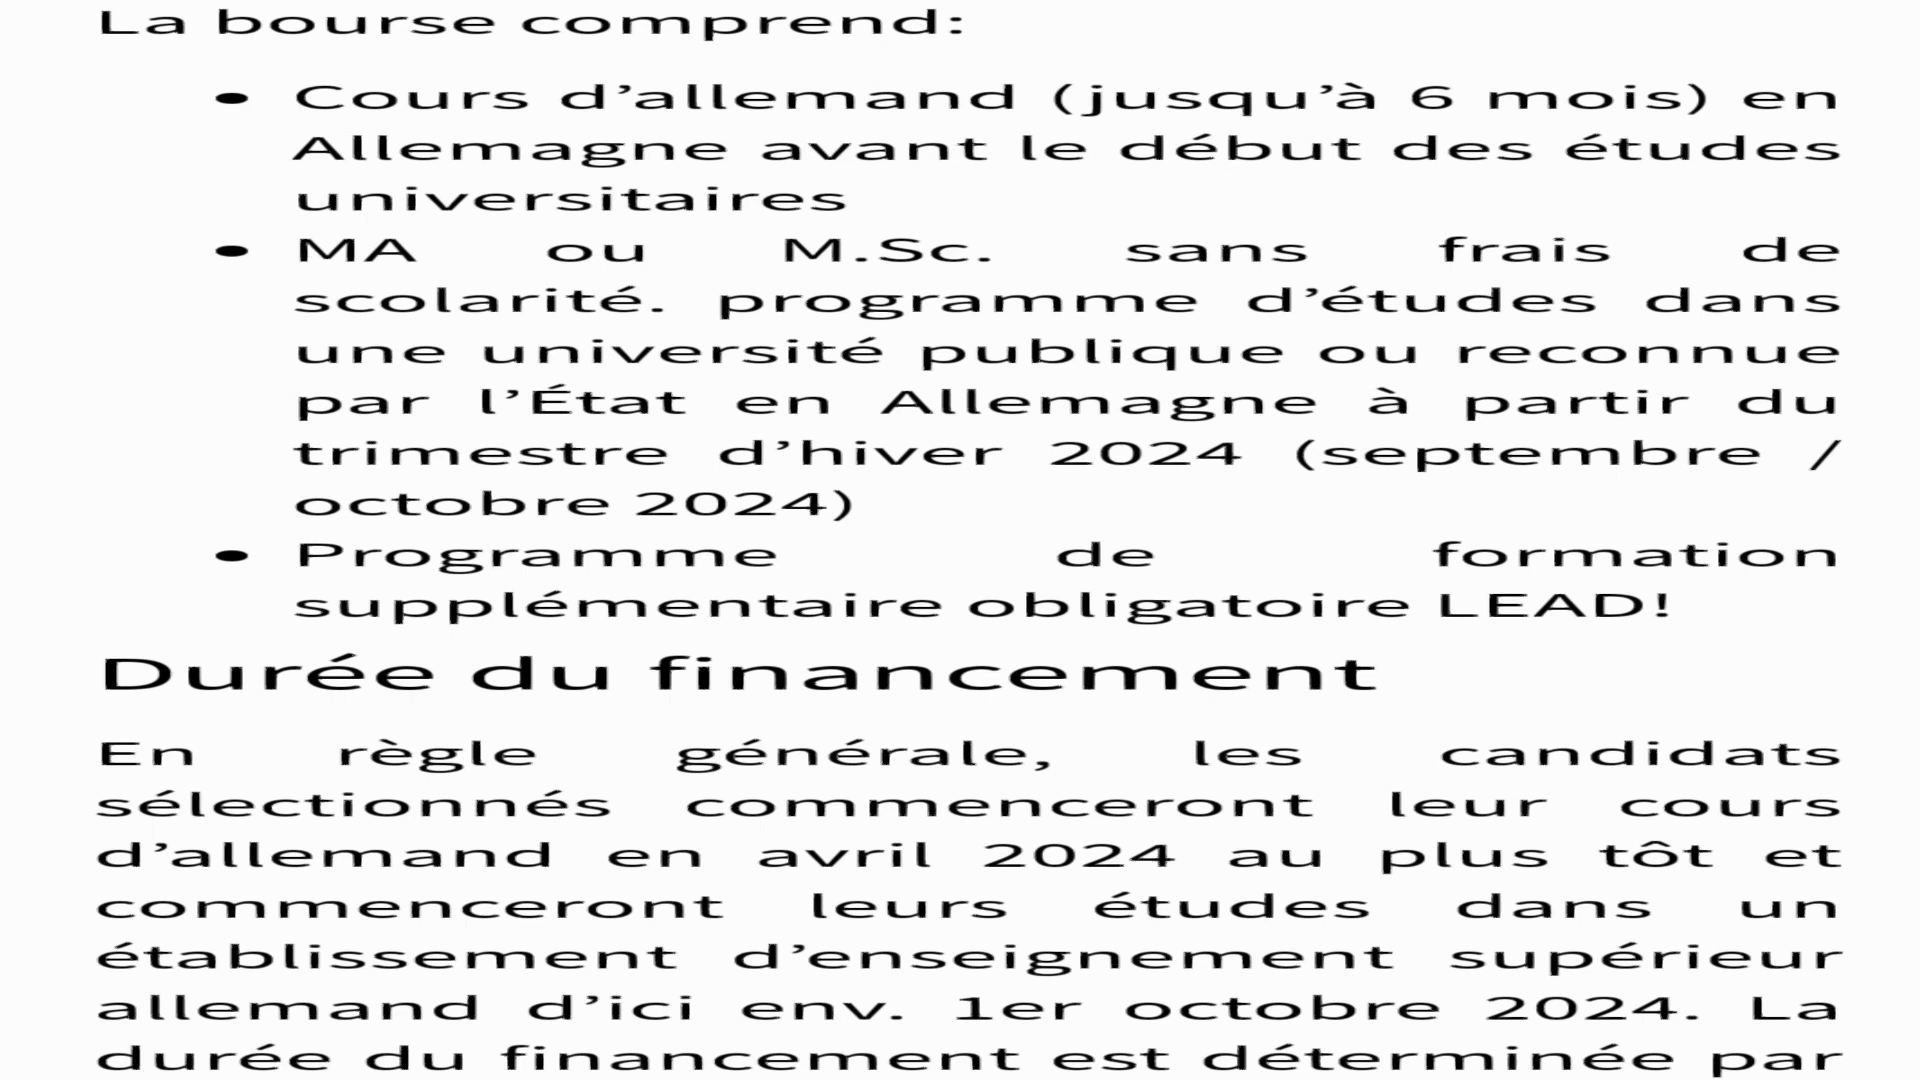 La bourse comprend:
• Cours d’allemand (jusqu’à 6 mois) en
Allemagne avant le début des études
universitaires
• MA ou M.Sc. sans frais de
scolarité. programme d’études dans
une université publique ou reconnue
par l’État en Allemagne à partir du
trimestre d’hiver 2024 (septembre /
octobre 2024)
• Programme de formation
supplémentaire obligatoire LEAD!
Durée du financement
En règle générale, les candidats
sélectionnés commenceront leur cours
d’allemand en avril 2024 au plus tôt et
commenceront leurs études dans un
établissement d’enseignement supérieur
allemand d’ici env. 1er octobre 2024. La
durée du financement est déterminée par